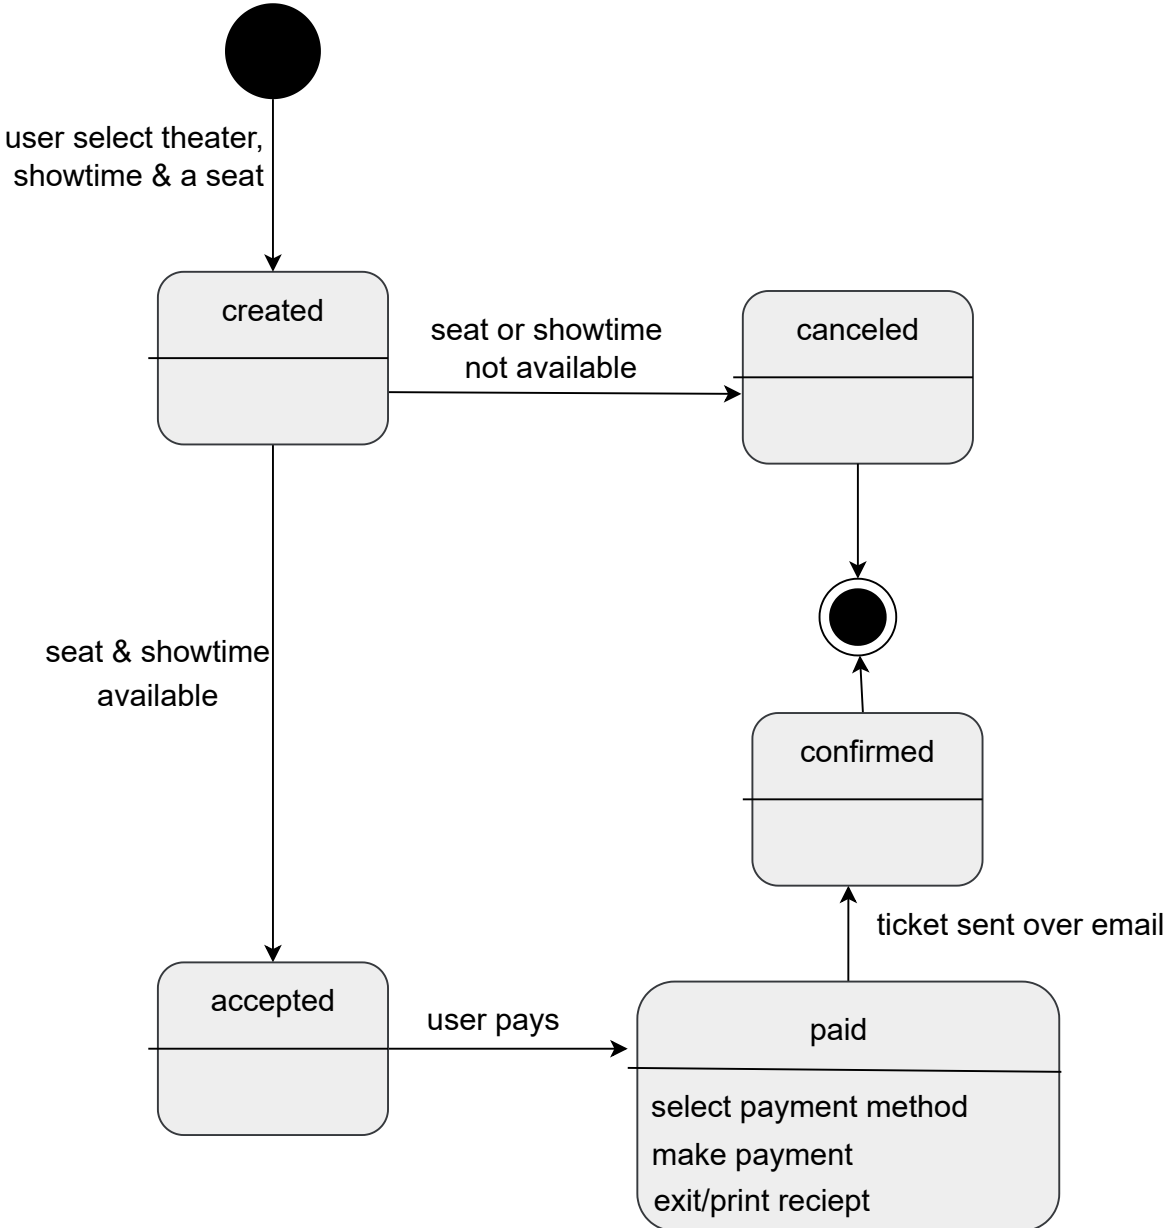 user select theater,
showtime & a seat
created
seat or showtime
not available
canceled
seat & showtime
available
confirmed
ticket sent over email
accepted
user pays
paid
select payment method
make payment
exit/print reciept